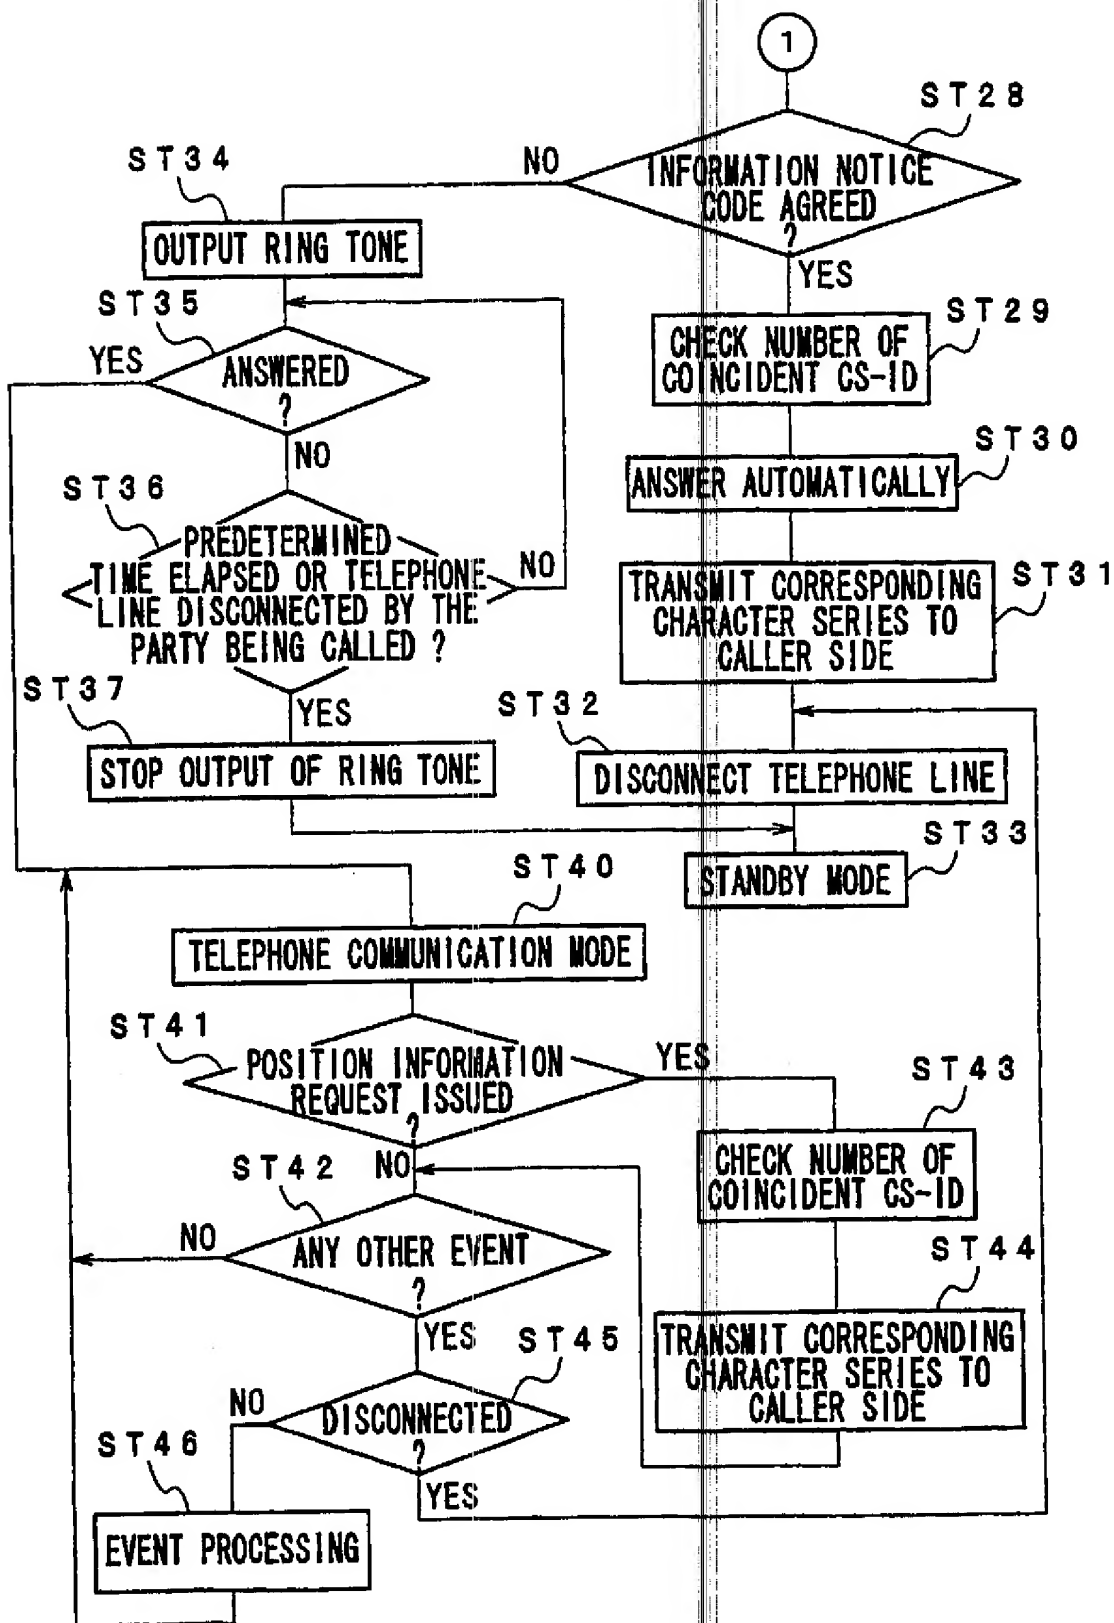 1
ST28
INFORMATION NOTICE
CODE AGREED
?
NO
YES
ST34
OUTPUT RING TONE
ST35
YES
ANSWERED
?
NO
ST36
PREDETERMINED
TIME ELAPSED OR TELEPHONE
LINE DISCONNECTED BY THE
PARTY BEING CALLED ?
NO
ST37
YES
STOP OUTPUT OF RING TONE
ST29
CHECK NUMBER OF
COINCIDENT CS-ID
ST30
ANSWER AUTOMATICALLY
ST31
TRANSMIT CORRESPONDING
CHARACTER SERIES TO
CALLER SIDE
ST32
DISCONNECT TELEPHONE LINE
ST33
STANDBY MODE
ST40
TELEPHONE COMMUNICATION MODE
ST41
POSITION INFORMATION
REQUEST ISSUED
?
YES
NO
ST43
CHECK NUMBER OF
COINCIDENT CS-ID
ST44
TRANSMIT CORRESPONDING
CHARACTER SERIES TO
CALLER SIDE
ST42
NO
ANY OTHER EVENT
?
YES
ST45
NO
DISCONNECTED
?
YES
ST46
EVENT PROCESSING